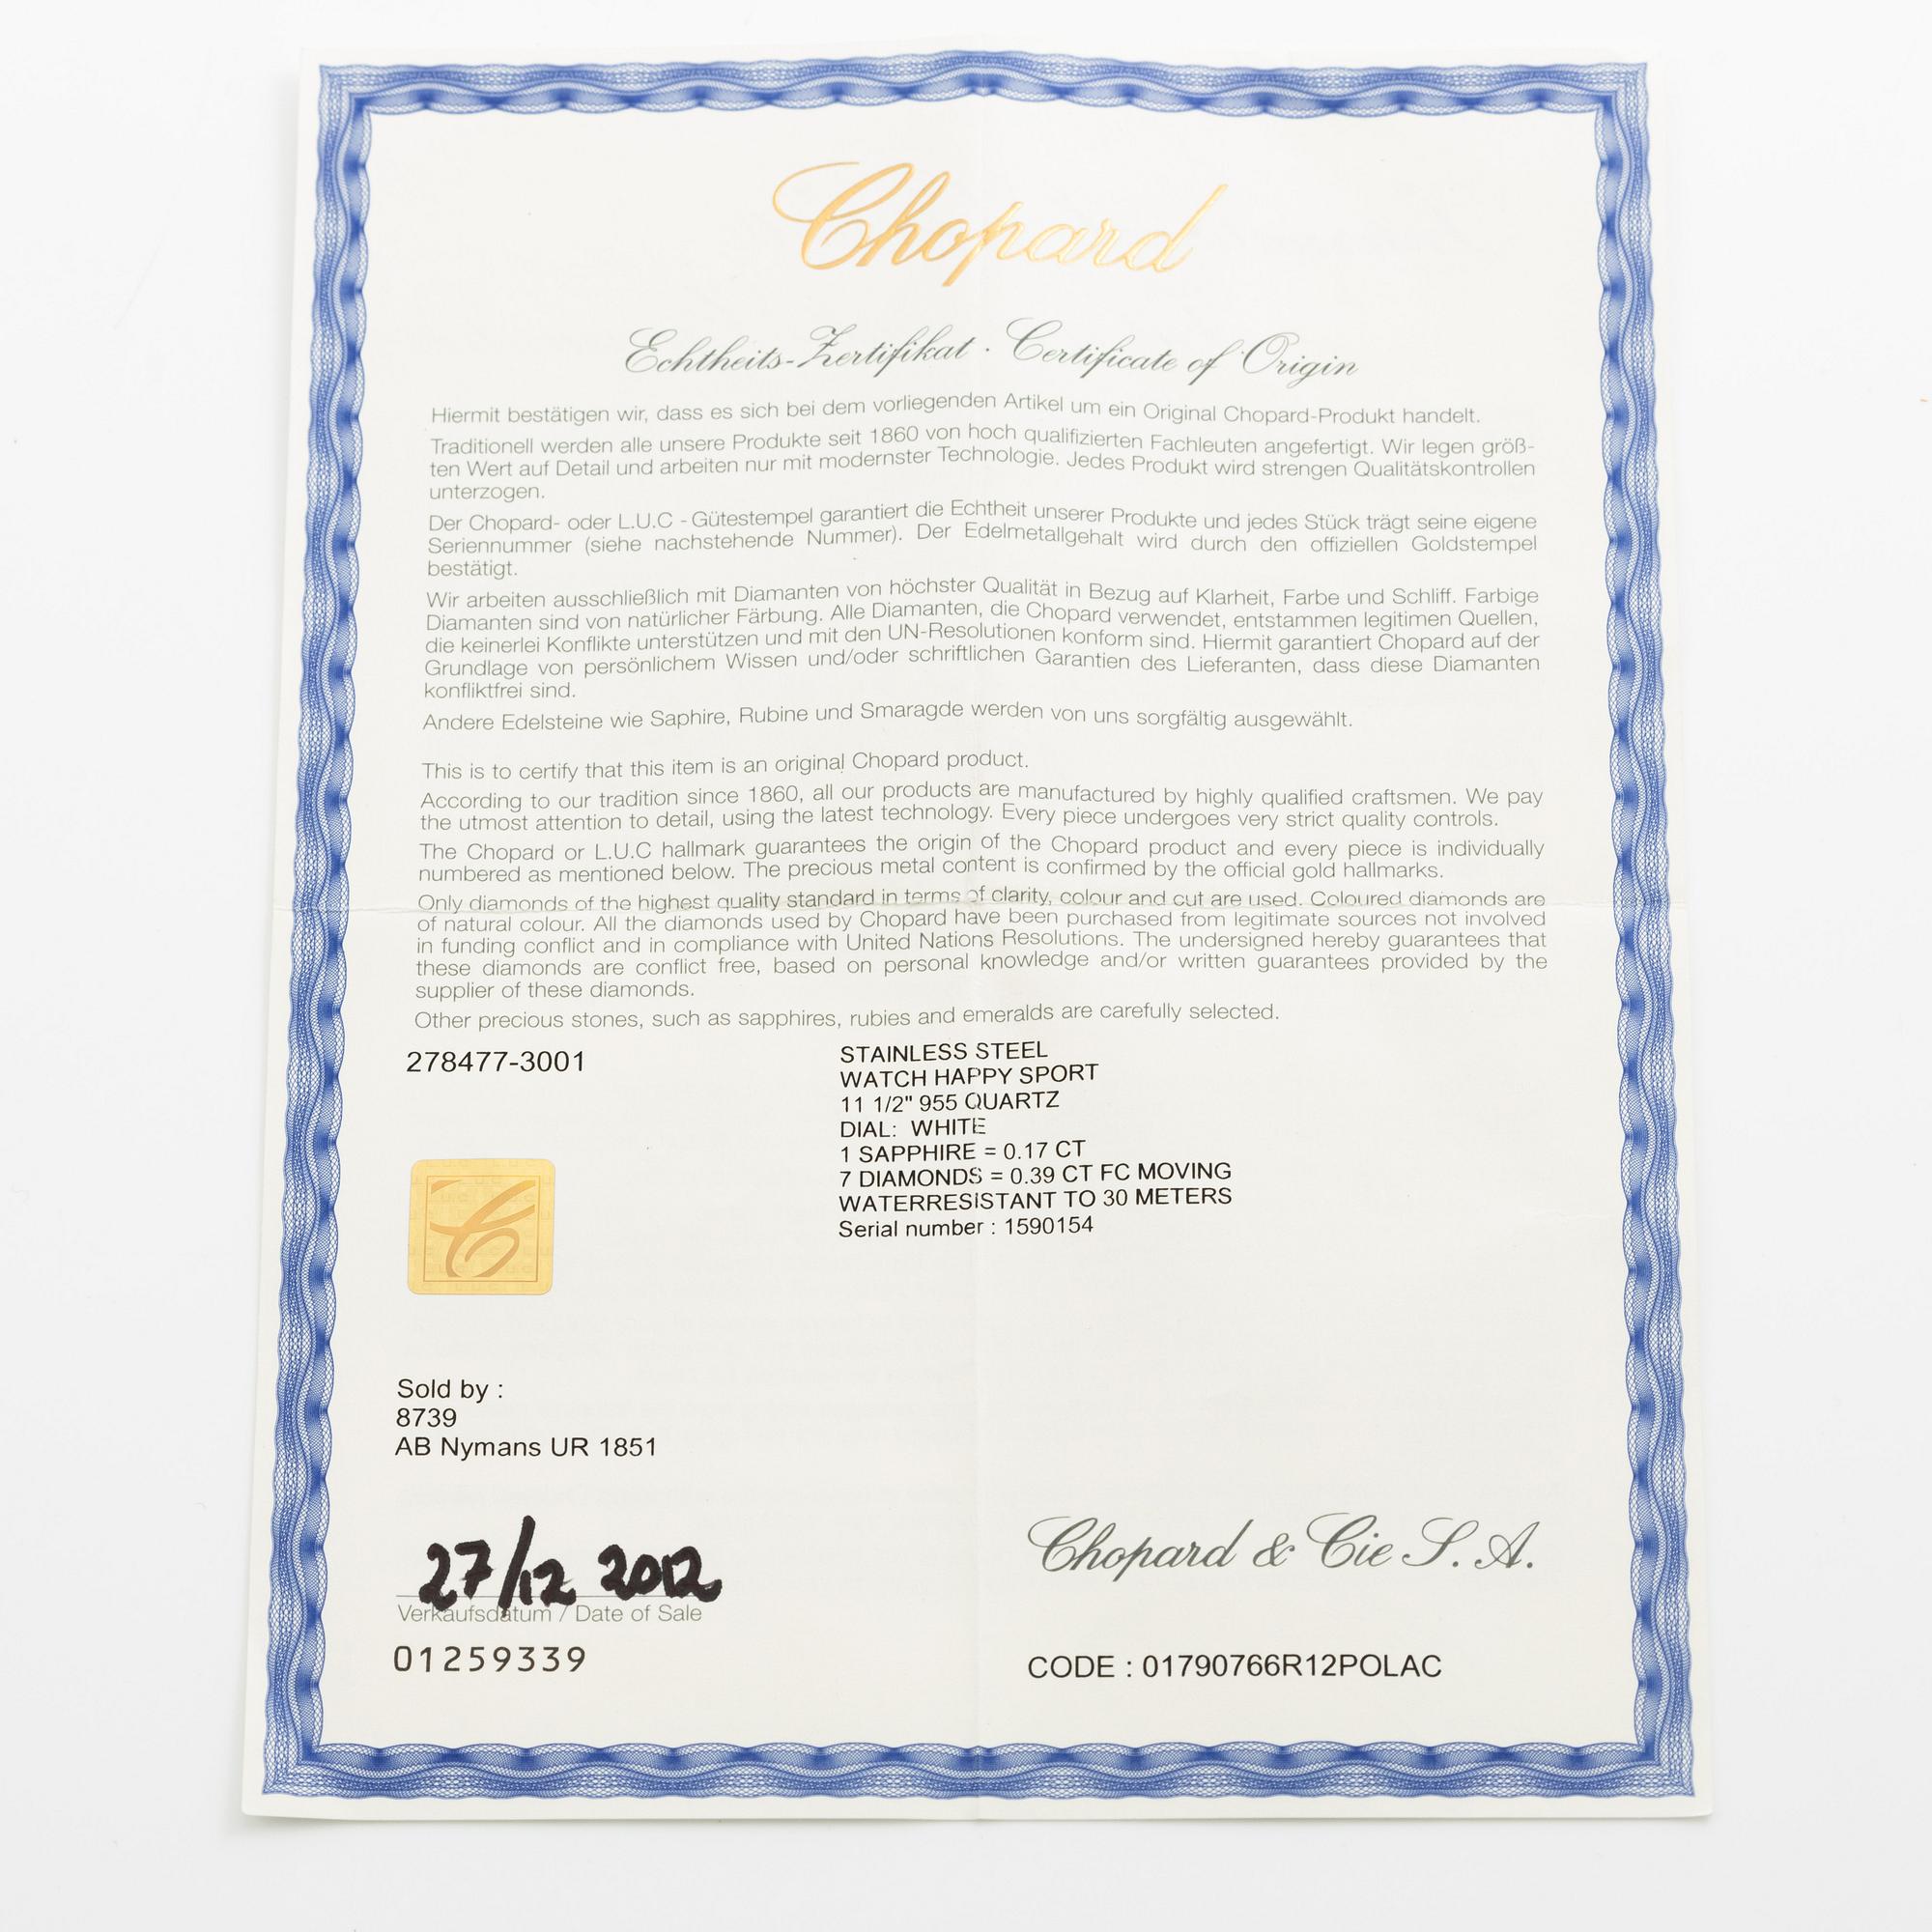 Chopard
Echtheits-Zertifikat · Certificate of Origin
Hiermit bestätigen wir, dass es sich bei dem vorliegenden Artikel um ein Original Chopard-Produkt handelt.
Traditionell werden alle unsere Produkte seit 1860 von hoch qualifizierten Fachleuten angefertigt. Wir legen größ-
ten Wert auf Detail und arbeiten nur mit modernster Technologie. Jedes Produkt wird strengen Qualitätskontrollen
unterzogen.
Der Chopard- oder L.U.C - Gütestempel garantiert die Echtheit unserer Produkte und jedes Stück trägt seine eigene
Seriennummer (siehe nachstehende Nummer). Der Edelmetallgehalt wird durch den offiziellen Goldstempel
bestätigt.
Wir arbeiten ausschließlich mit Diamanten von höchster Qualität in Bezug auf Klarheit, Farbe und Schliff. Farbige
Diamanten sind von natürlicher Färbung. Alle Diamanten, die Chopard verwendet, entstammen legitimen Quellen,
die keinerlei Konflikte unterstützen und mit den UN-Resolutionen konform sind. Hiermit garantiert Chopard auf der
Grundlage von persönlichem Wissen und/oder schriftlichen Garantien des Lieferanten, dass diese Diamanten
konfliktfrei sind.
Andere Edelsteine wie Saphire, Rubine und Smaragde werden von uns sorgfältig ausgewählt.
This is to certify that this item is an original Chopard product.
According to our tradition since 1860, all our products are manufactured by highly qualified craftsmen. We pay
the utmost attention to detail, using the latest technology. Every piece undergoes very strict quality controls.
The Chopard or L.U.C hallmark guarantees the origin of the Chopard product and every piece is individually
numbered as mentioned below. The precious metal content is confirmed by the official gold hallmarks.
Only diamonds of the highest quality standard in terms of clarity, colour and cut are used. Coloured diamonds are
of natural colour. All the diamonds used by Chopard have been purchased from legitimate sources not involved
in funding conflict and in compliance with United Nations Resolutions. The undersigned hereby guarantees that
these diamonds are conflict free, based on personal knowledge and/or written guarantees provided by the
supplier of these diamonds.
Other precious stones, such as sapphires, rubies and emeralds are carefully selected.
278477-3001
STAINLESS STEEL
WATCH HAPPY SPORT
11 1/2" 955 QUARTZ
DIAL: WHITE
1 SAPPHIRE = 0.17 CT
7 DIAMONDS = 0.39 CT FC MOVING
WATERRESISTANT TO 30 METERS
Serial number : 1590154
Sold by :
8739
AB Nymans UR 1851
27/12 2012
Verkaufsdatum / Date of Sale
01259339
Chopard & Cie S.A.
CODE : 01790766R12POLAC